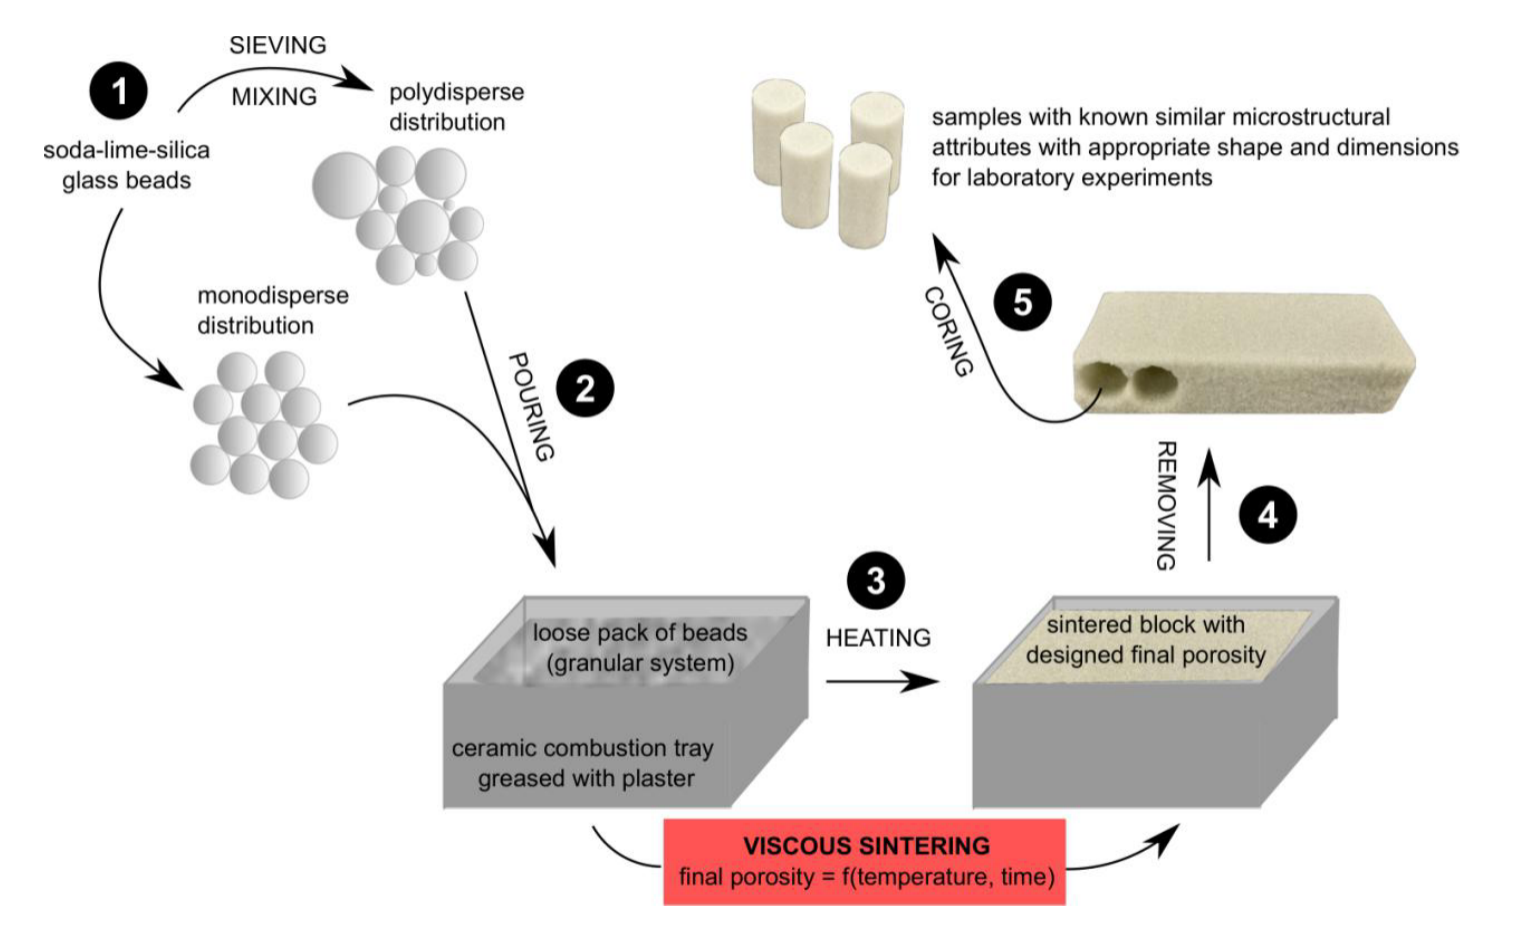 1
SIEVING
MIXING
soda-lime-silica
glass beads
polydisperse
distribution
monodisperse
distribution
POURING
2
loose pack of beads
(granular system)
ceramic combustion tray
greased with plaster
3
HEATING
VISCOUS SINTERING
final porosity = f(temperature, time)
sintered block with
designed final porosity
REMOVING
4
CORING
5
samples with known similar microstructural
attributes with appropriate shape and dimensions
for laboratory experiments